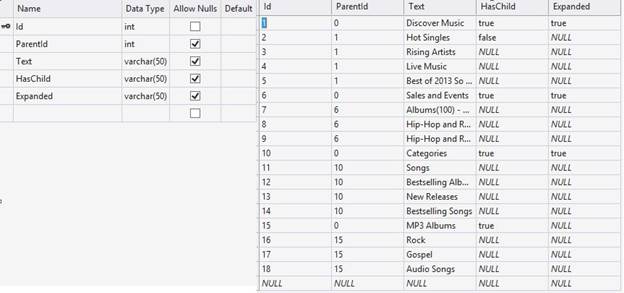 Name Data Type Allow Nulls Default
Id int
ParentId int
Text varchar(50)
HasChild varchar(50)
Expanded varchar(50)
Id ParentId Text HasChild Expanded
1 0 Discover Music true true
2 1 Hot Singles false NULL
3 1 Rising Artists NULL NULL
4 1 Live Music NULL NULL
5 1 Best of 2013 So ... NULL NULL
6 0 Sales and Events true true
7 6 Albums(100) - ... NULL NULL
8 6 Hip-Hop and R... NULL NULL
9 6 Hip-Hop and R... NULL NULL
10 0 Categories true true
11 10 Songs NULL NULL
12 10 Bestselling Alb... NULL NULL
13 10 New Releases NULL NULL
14 10 Bestselling Songs NULL NULL
15 0 MP3 Albums true NULL
16 15 Rock NULL NULL
17 15 Gospel NULL NULL
18 15 Audio Songs NULL NULL
NULL NULL NULL NULL NULL